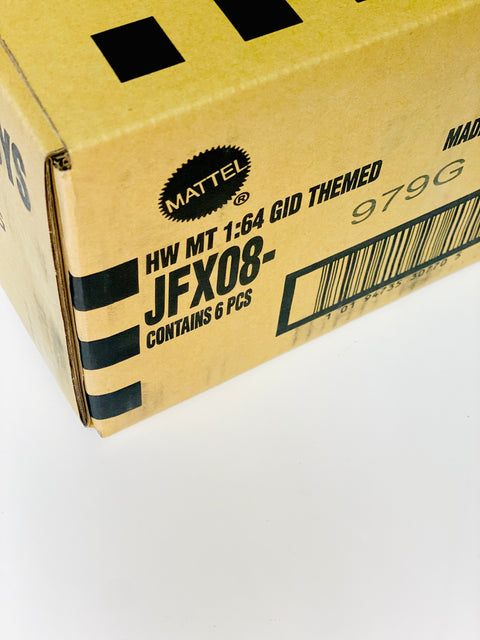 MATTEL
®
HW MT 1:64 GID THEMED
JFX08-
CONTAINS 6 PCS
979G